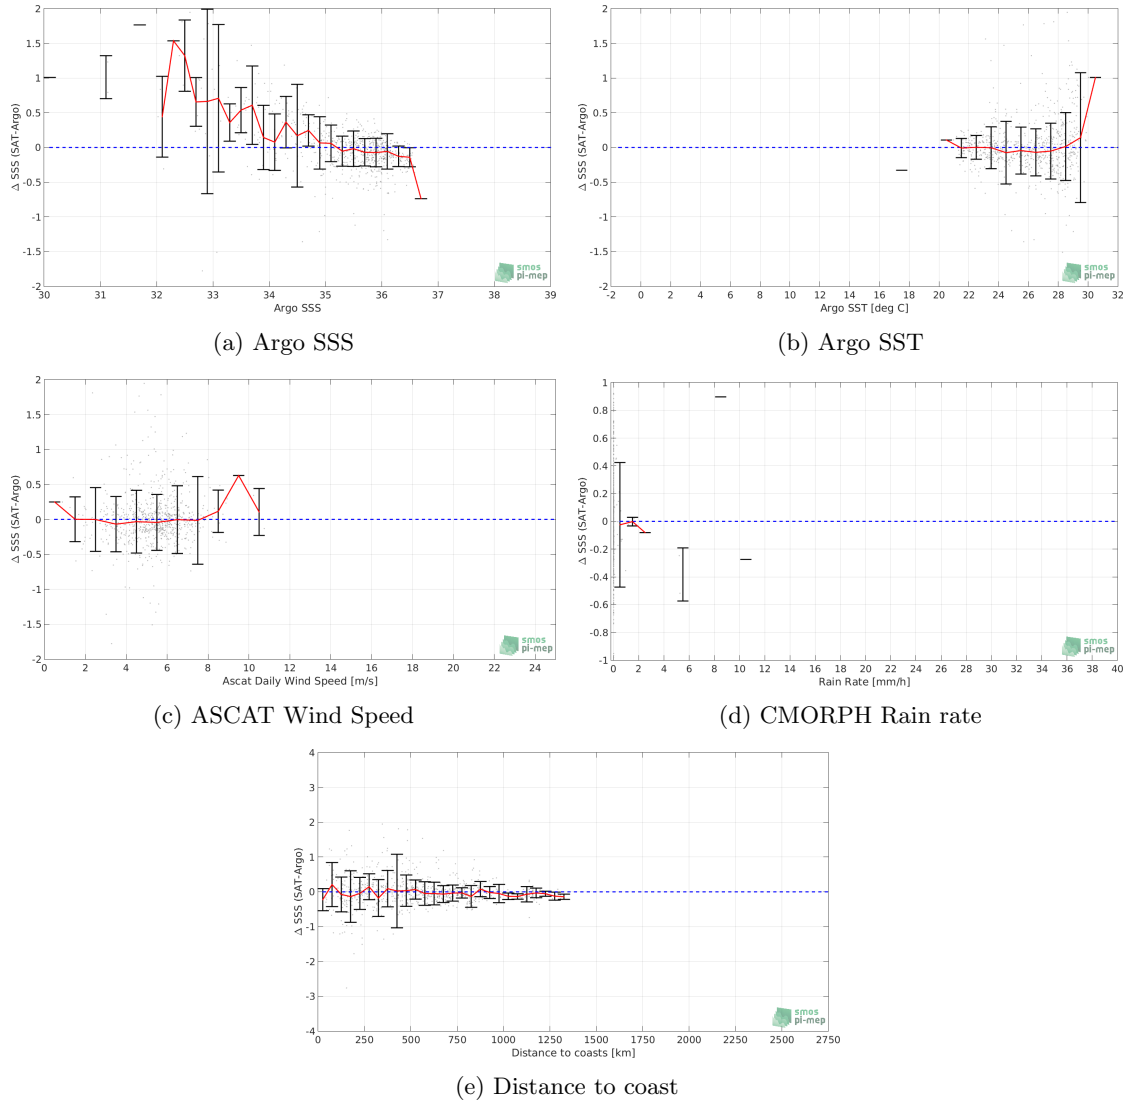 2
1.5
1
0.5
0
-0.5
-1
-1.5
-2
Δ SSS (SAT-Argo)
30 31 32 33 34 35 36 37 38 39
Argo SSS
smos
pi-mep
(a) Argo SSS
2
1.5
1
0.5
0
-0.5
-1
-1.5
-2
Δ SSS (SAT-Argo)
-2 0 2 4 6 8 10 12 14 16 18 20 22 24 26 28 30 32
Argo SST [deg C]
smos
pi-mep
(b) Argo SST
2
1.5
1
0.5
0
-0.5
-1
-1.5
-2
Δ SSS (SAT-Argo)
0 2 4 6 8 10 12 14 16 18 20 22 24
Ascat Daily Wind Speed [m/s]
smos
pi-mep
(c) ASCAT Wind Speed
1
0.8
0.6
0.4
0.2
0
-0.2
-0.4
-0.6
-0.8
-1
Δ SSS (SAT-Argo)
0 2 4 6 8 10 12 14 16 18 20 22 24 26 28 30 32 34 36 38 40
Rain Rate [mm/h]
smos
pi-mep
(d) CMORPH Rain rate
4
3
2
1
0
-1
-2
-3
-4
Δ SSS (SAT-Argo)
0 250 500 750 1000 1250 1500 1750 2000 2250 2500 2750
Distance to coasts [km]
smos
pi-mep
(e) Distance to coast